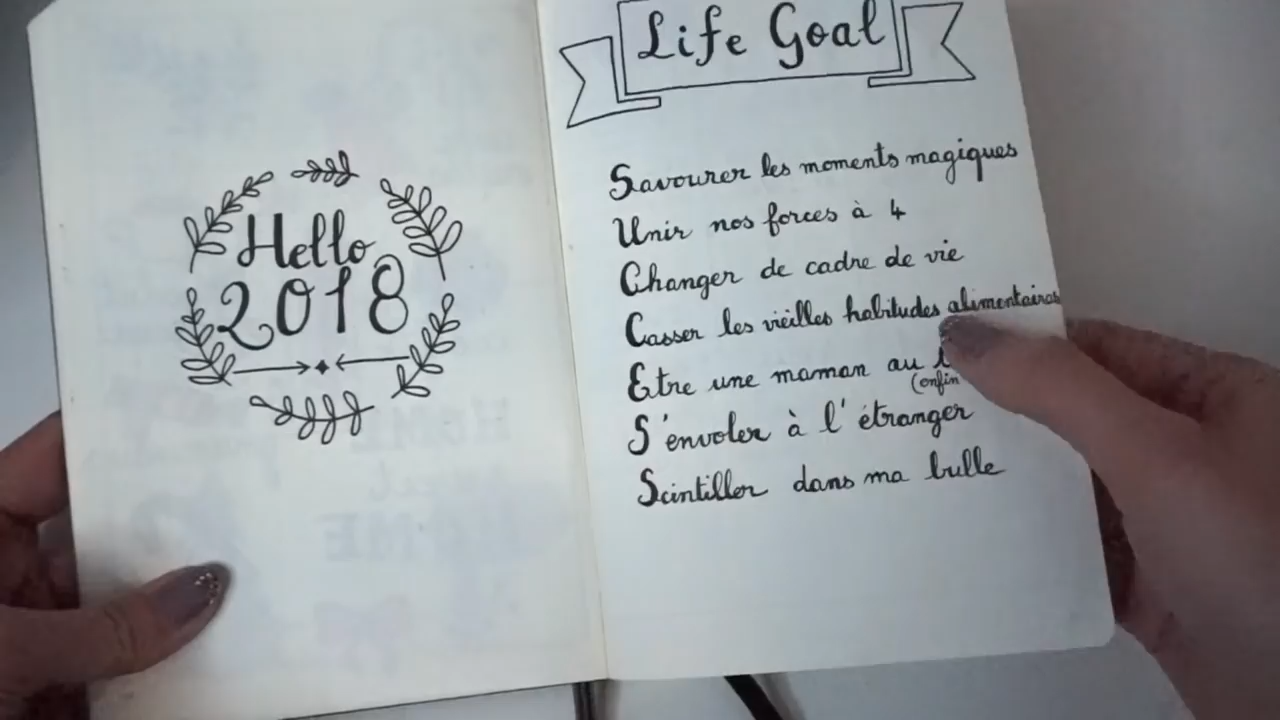 Hello
2018
Life Goal
Savourer les moments magiques
Unir nos forces à 4
Changer de cadre de vie
Casser les vieilles habitudes alimentaires
Etre une maman au
(enfin
S'envoler à l'étranger
Scintiller dans ma bulle